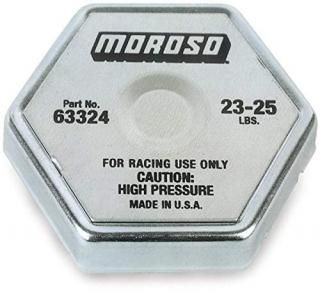 MOROSO
Part No.
63324
23-25
LBS.
FOR RACING USE ONLY
CAUTION:
HIGH PRESSURE
MADE IN U.S.A.